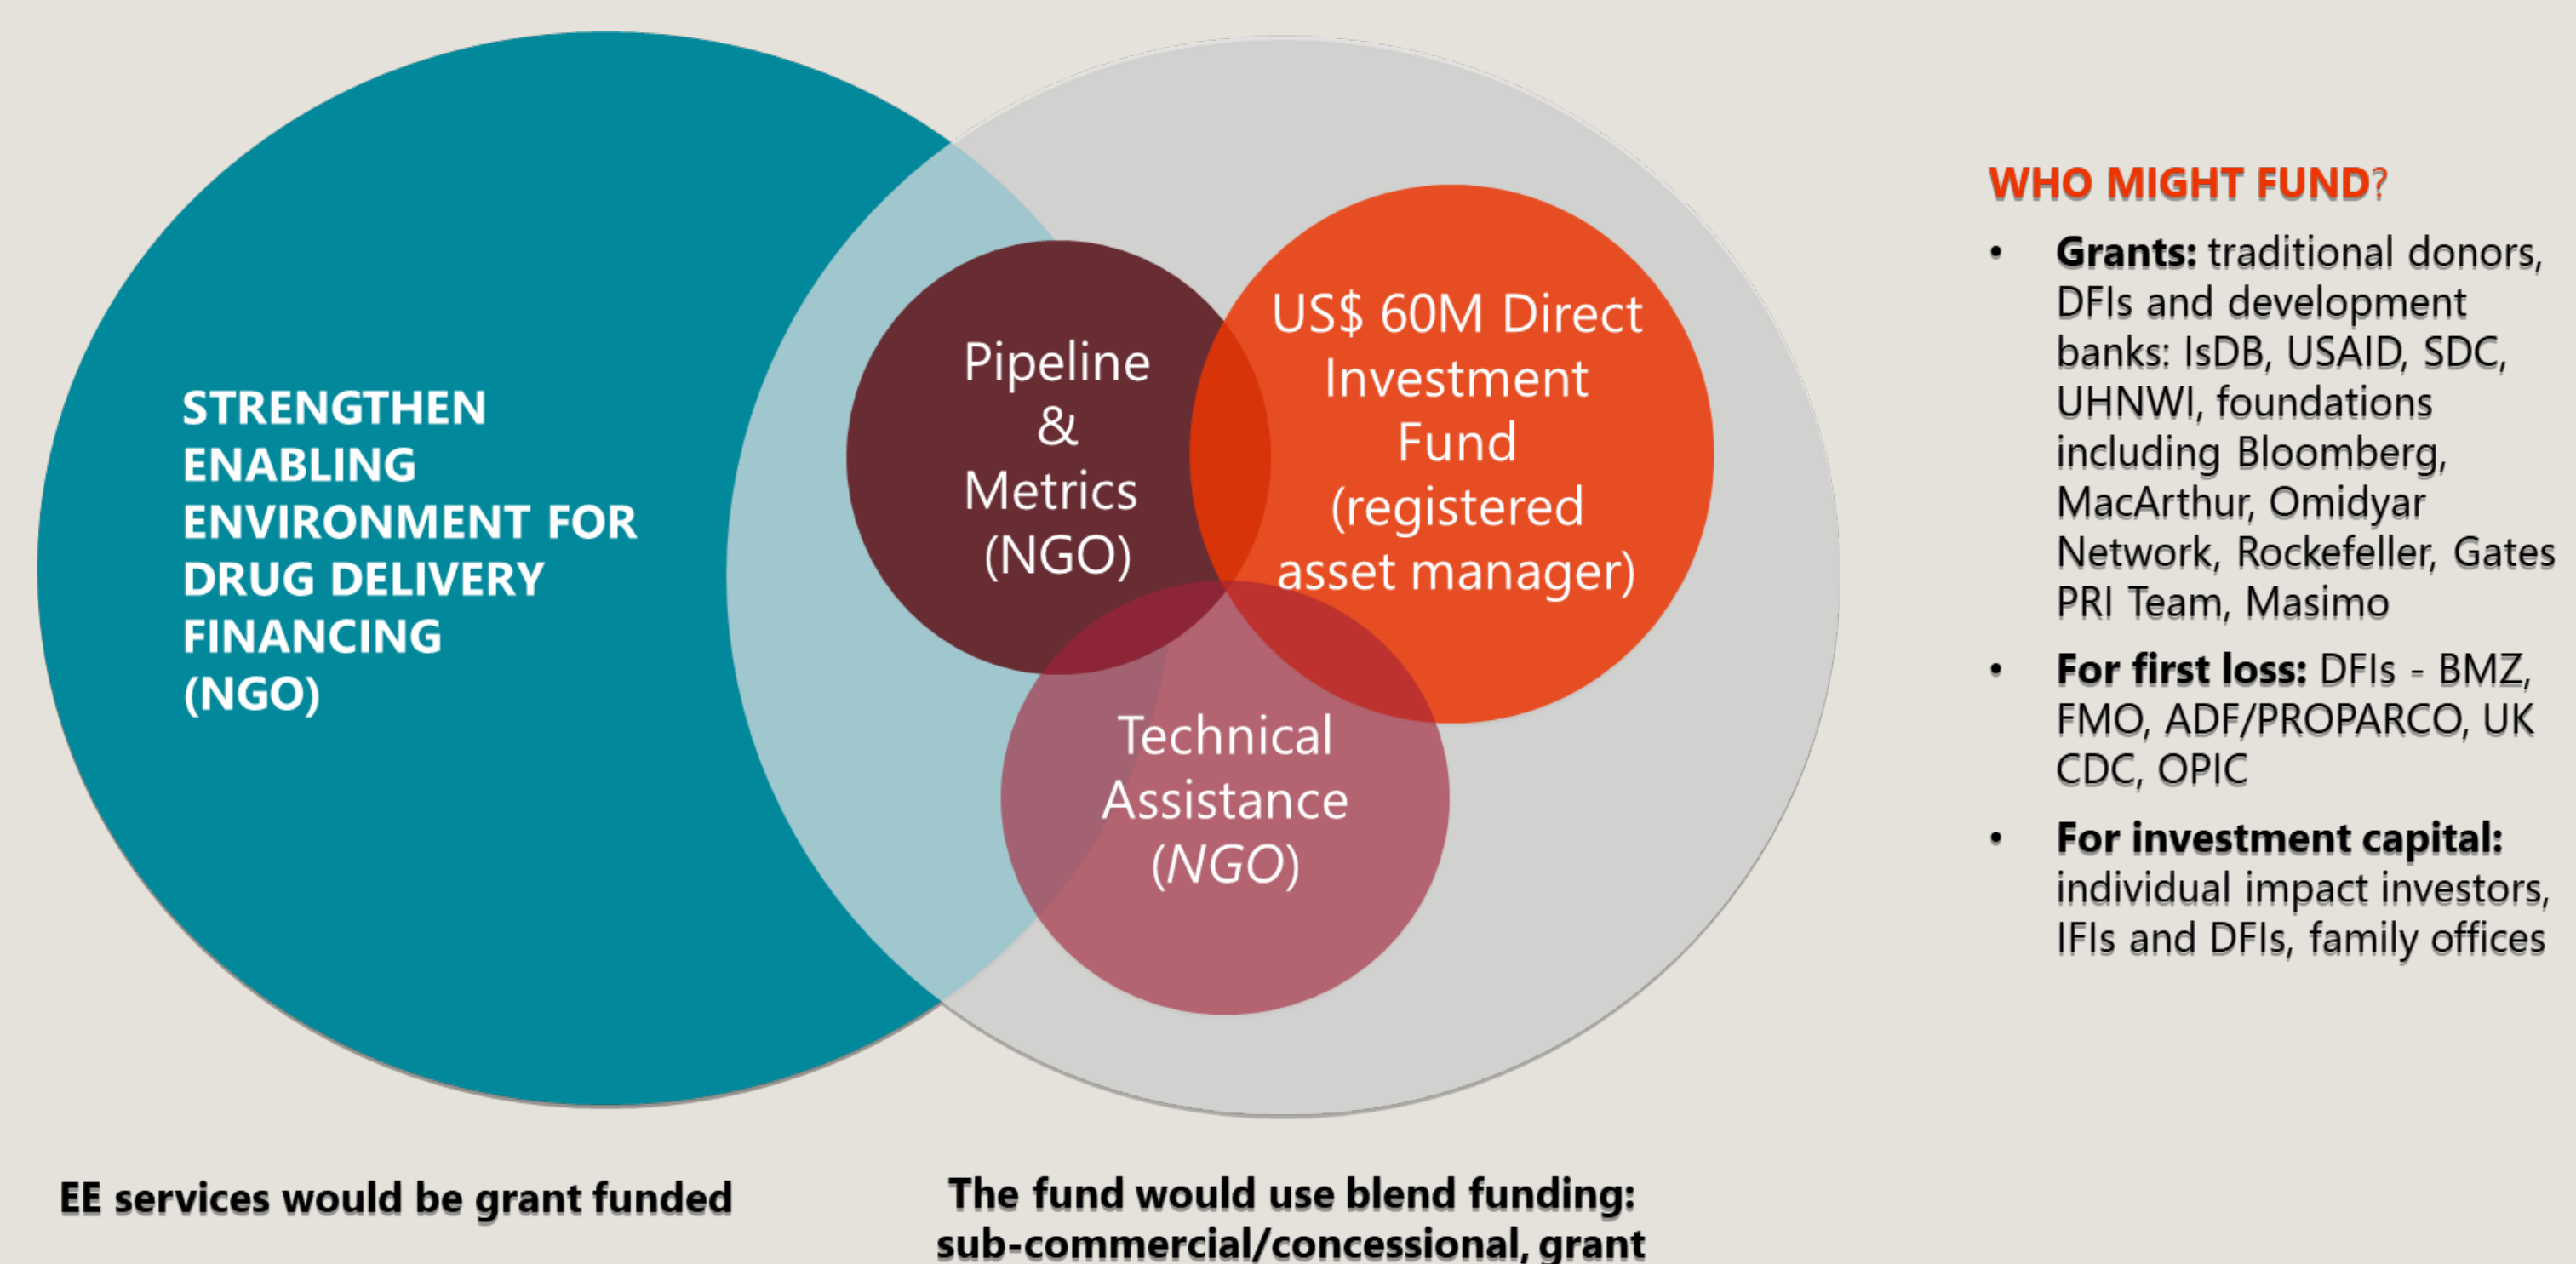 STRENGTHEN
ENABLING
ENVIRONMENT FOR
DRUG DELIVERY
FINANCING
(NGO)
Pipeline
&
Metrics
(NGO)
US$ 60M Direct
Investment
Fund
(registered
asset manager)
Technical
Assistance
(NGO)
WHO MIGHT FUND?
• Grants: traditional donors,
DFIs and development
banks: IsDB, USAID, SDC,
UHNWI, foundations
including Bloomberg,
MacArthur, Omidyar
Network, Rockefeller, Gates
PRI Team, Masimo
• For first loss: DFIs - BMZ,
FMO, ADF/PROPARCO, UK
CDC, OPIC
• For investment capital:
individual impact investors,
IFIs and DFIs, family offices
EE services would be grant funded
The fund would use blend funding:
sub-commercial/concessional, grant